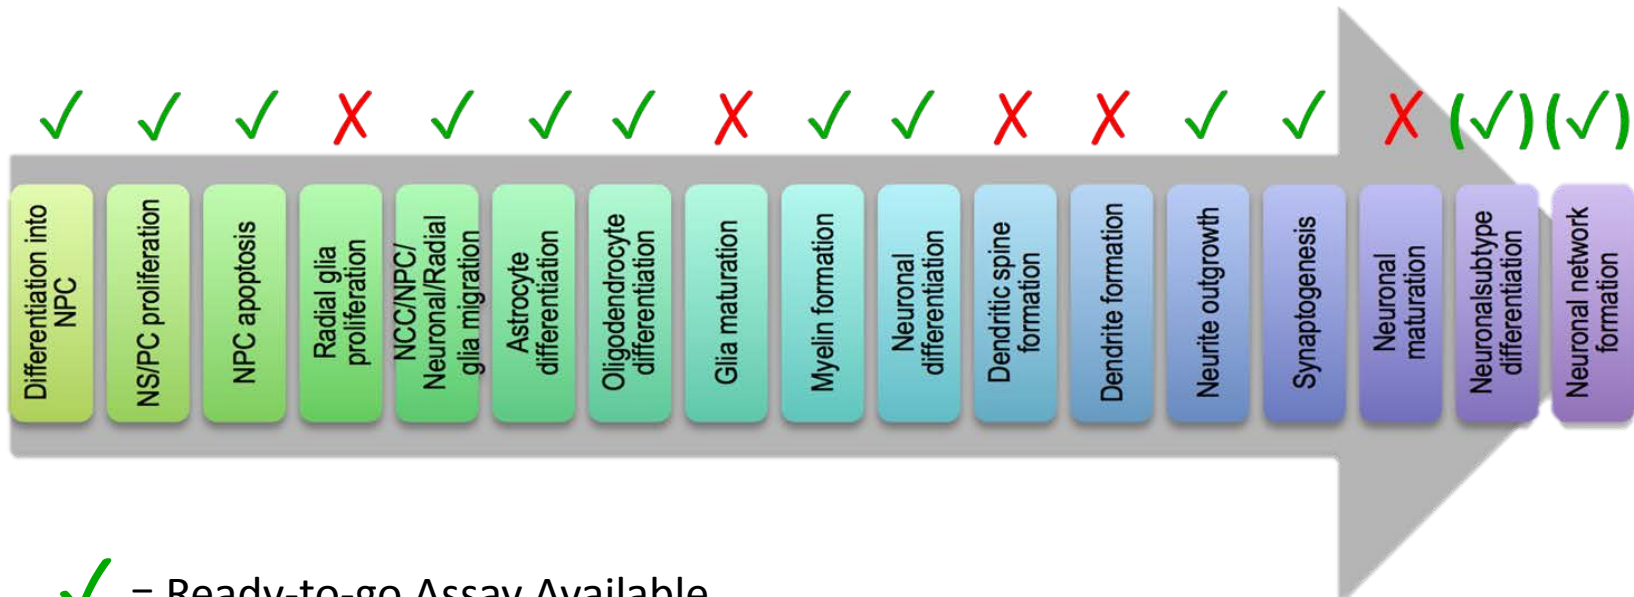 ✓ ✓ ✓ ✗ ✓ ✓ ✓ ✗ ✓ ✓ ✗ ✗ ✓ ✓ ✗ (✓) (✓)
Differentiation into
NPC
NS/PC proliferation
NPC apoptosis
Radial glia
proliferation
NCC/NPC/
Neuronal/Radial
glia migration
Astrocyte
differentiation
Oligodendrocyte
differentiation
Glia maturation
Myelin formation
Neuronal
differentiation
Dendritic spine
formation
Dendrite formation
Neurite outgrowth
Synaptogenesis
Neuronal
maturation
Neuronalsubtype
differentiation
Neuronal network
formation
✓ = Ready-to-go Assay Available